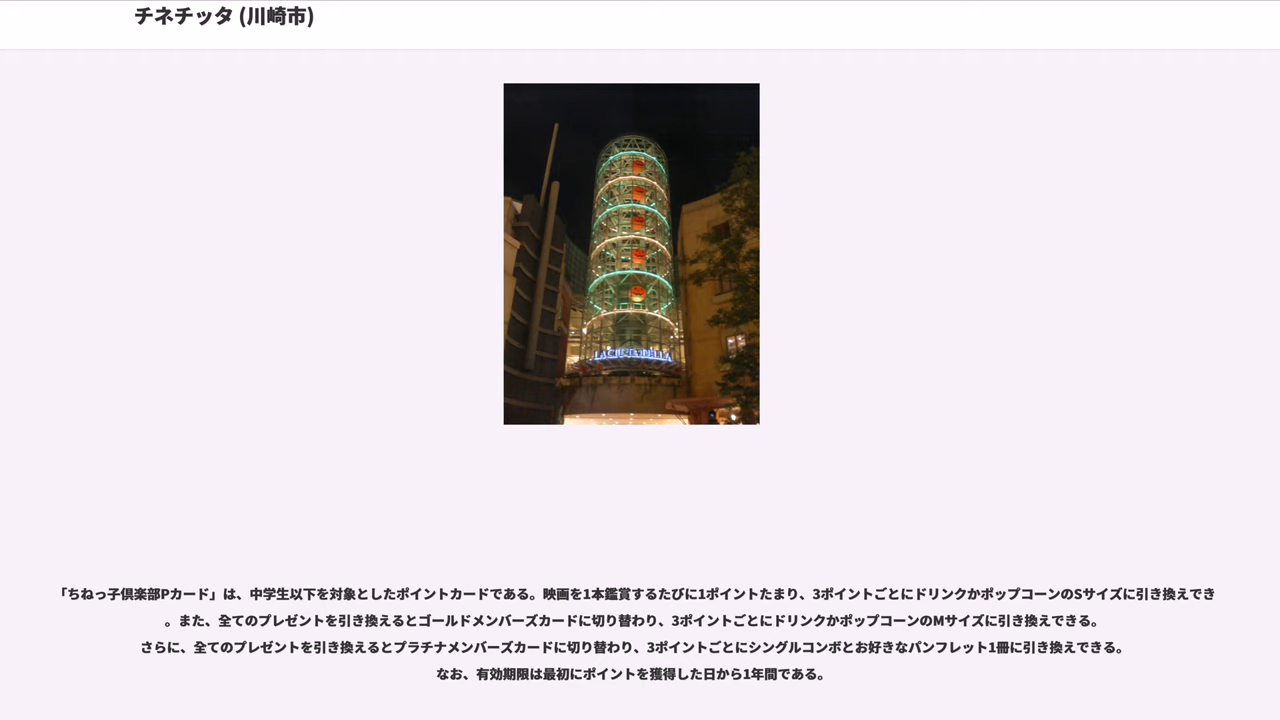 チネチッタ (川崎市)
LA CITTADELLA
「ちねっ子倶楽部Pカード」は、中学生以下を対象としたポイントカードである。映画を1本鑑賞するたびに1ポイントたまり、3ポイントごとにドリンクかポップコーンのSサイズに引き換えでき
。また、全てのプレゼントを引き換えるとゴールドメンバーズカードに切り替わり、3ポイントごとにドリンクかポップコーンのMサイズに引き換えできる。
さらに、全てのプレゼントを引き換えるとプラチナメンバーズカードに切り替わり、3ポイントごとにシングルコンボとお好きなパンフレット1冊に引き換えできる。
なお、有効期限は最初にポイントを獲得した日から1年間である。